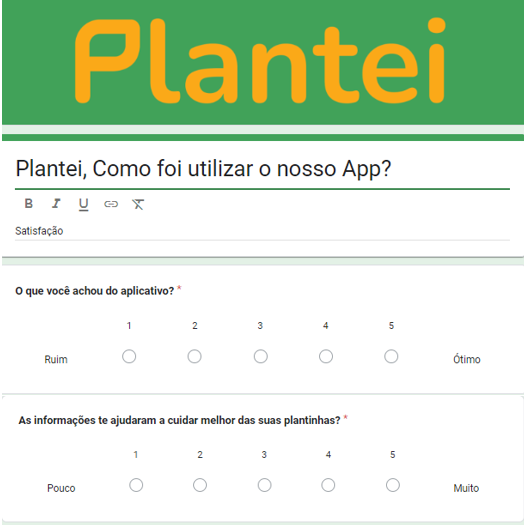 Plantei
Plantei, Como foi utilizar o nosso App?
B I U
Satisfação
O que você achou do aplicativo? *
1 2 3 4 5
Ruim Ótimo
As informações te ajudaram a cuidar melhor das suas plantinhas? *
1 2 3 4 5
Pouco Muito